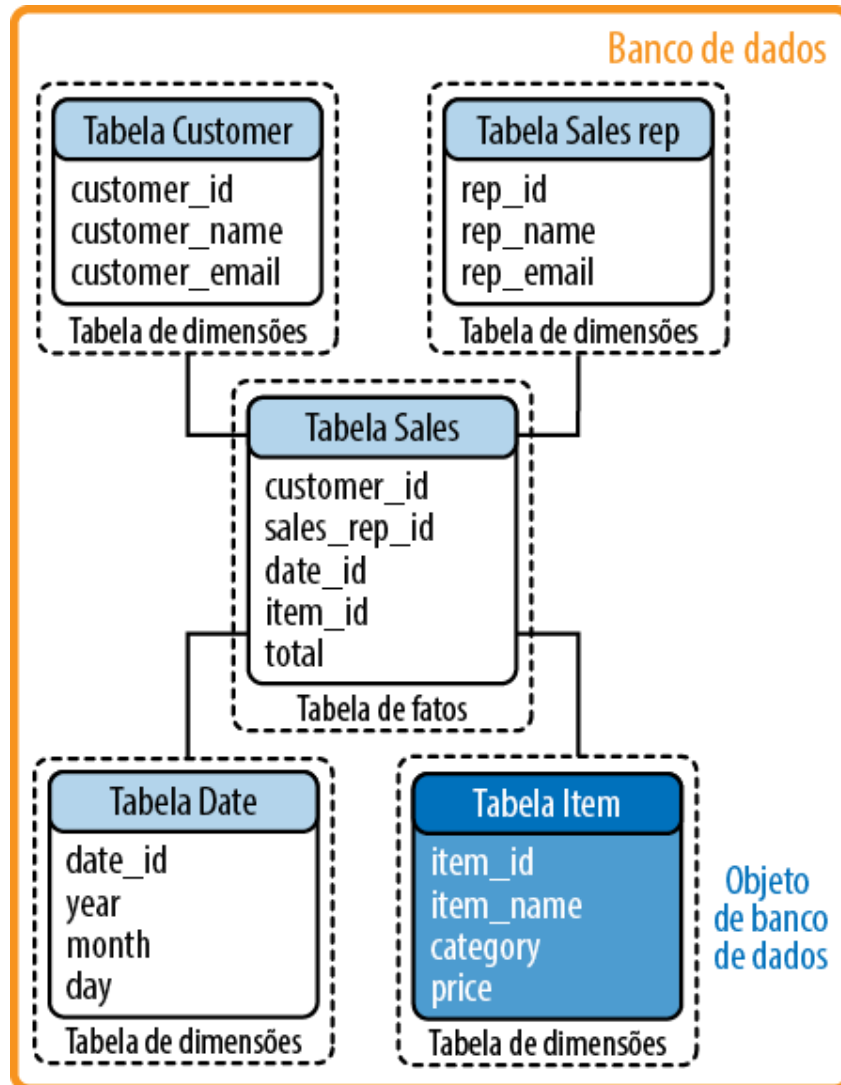 Banco de dados
Tabela Customer
customer_id
customer_name
customer_email
Tabela de dimensões
Tabela Sales rep
rep_id
rep_name
rep_email
Tabela de dimensões
Tabela Sales
customer_id
sales_rep_id
date_id
item_id
total
Tabela de fatos
Tabela Date
date_id
year
month
day
Tabela de dimensões
Tabela Item
item_id
item_name
category
price
Tabela de dimensões
Objeto
de banco
de dados